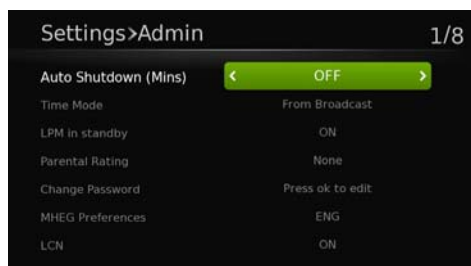 Settings>Admin 1/8
Auto Shutdown (Mins) < OFF >
Time Mode From Broadcast
LPM in standby ON
Parental Rating None
Change Password Press ok to edit
MHEG Preferences ENG
LCN ON